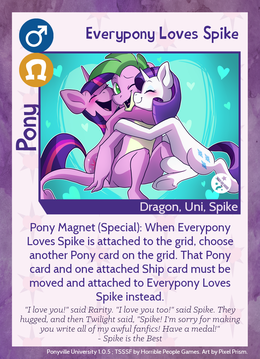 Everypony Loves Spike
Pony
Dragon, Uni, Spike
Pony Magnet (Special): When Everypony
Loves Spike is attached to the grid, choose
another Pony card on the grid. That Pony
card and one attached Ship card must be
moved and attached to Everypony Loves
Spike instead.
"I love you!" said Rarity. "I love you too!" said Spike. They
hugged, and then Twilight said, "Spike! I'm sorry for making
you write all of my awful fanfics! Have a medal!"
- Spike is the Best
Ponyville University 1.0.5 ; TSSSF by Horrible People Games. Art by Pixel Prism.